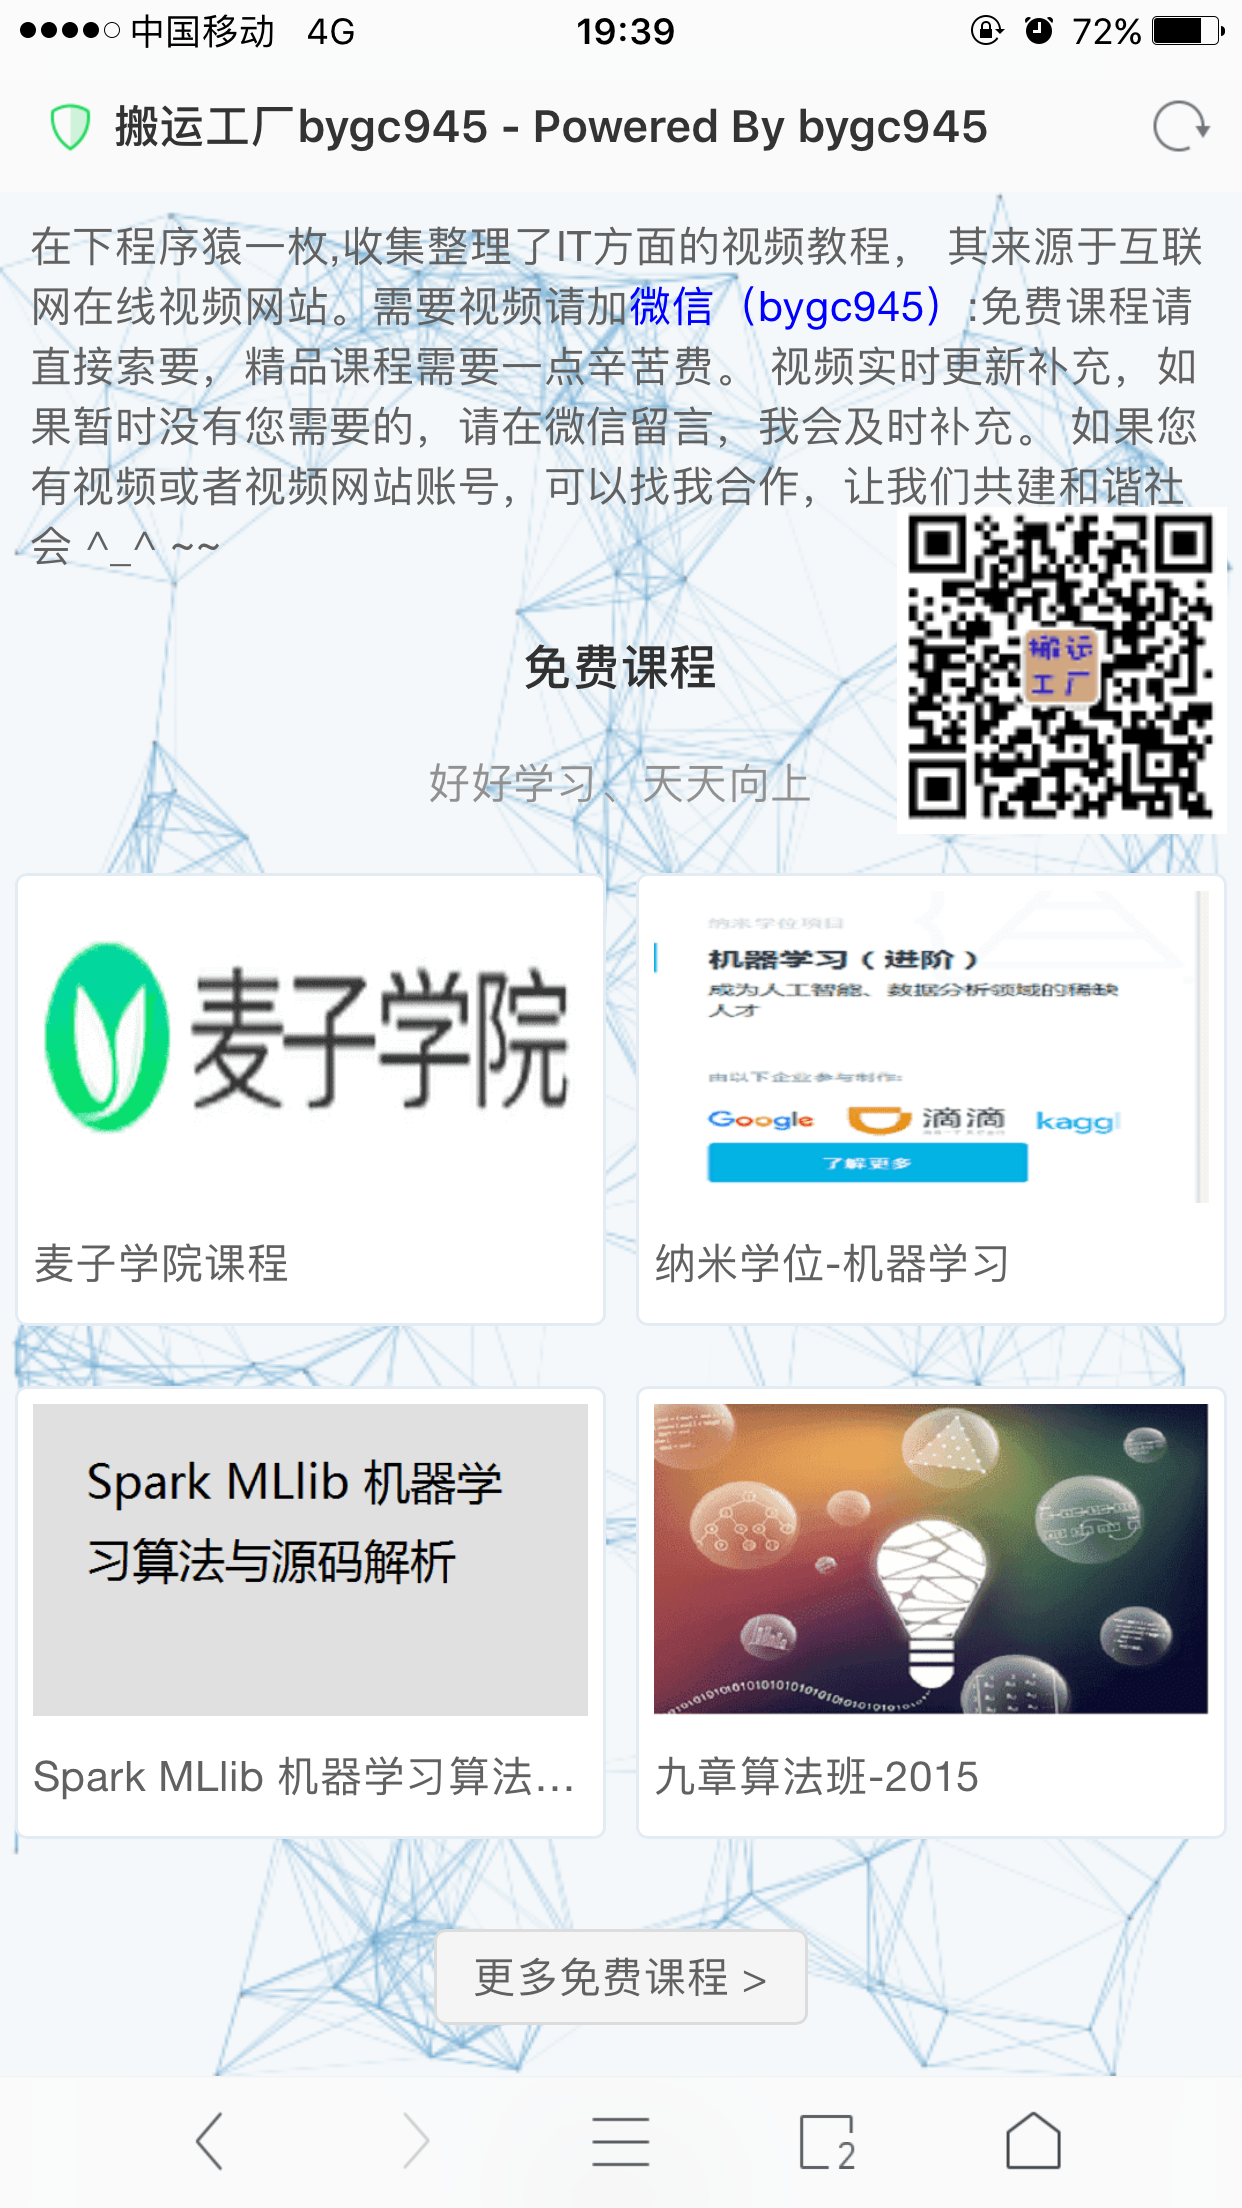 中国移动 4G 19:39 72%
搬运工厂bygc945 - Powered By bygc945
在下程序猿一枚,收集整理了IT方面的视频教程， 其来源于互联
网在线视频网站。需要视频请加微信（bygc945）:免费课程请
直接索要，精品课程需要一点辛苦费。 视频实时更新补充，如
果暂时没有您需要的，请在微信留言，我会及时补充。 如果您
有视频或者视频网站账号，可以找我合作，让我们共建和谐社
会 ^_^ ~~
搬运
工厂
免费课程
好好学习、天天向上
麦子学院
麦子学院课程
纳米学位项目
机器学习（进阶）
成为人工智能、数据分析领域的稀缺
人才
由以下企业参与制作:
Google 滴滴 kaggl
了解更多
纳米学位-机器学习
Spark MLlib 机器学
习算法与源码解析
Spark MLlib 机器学习算法...
九章算法班-2015
更多免费课程 >
2